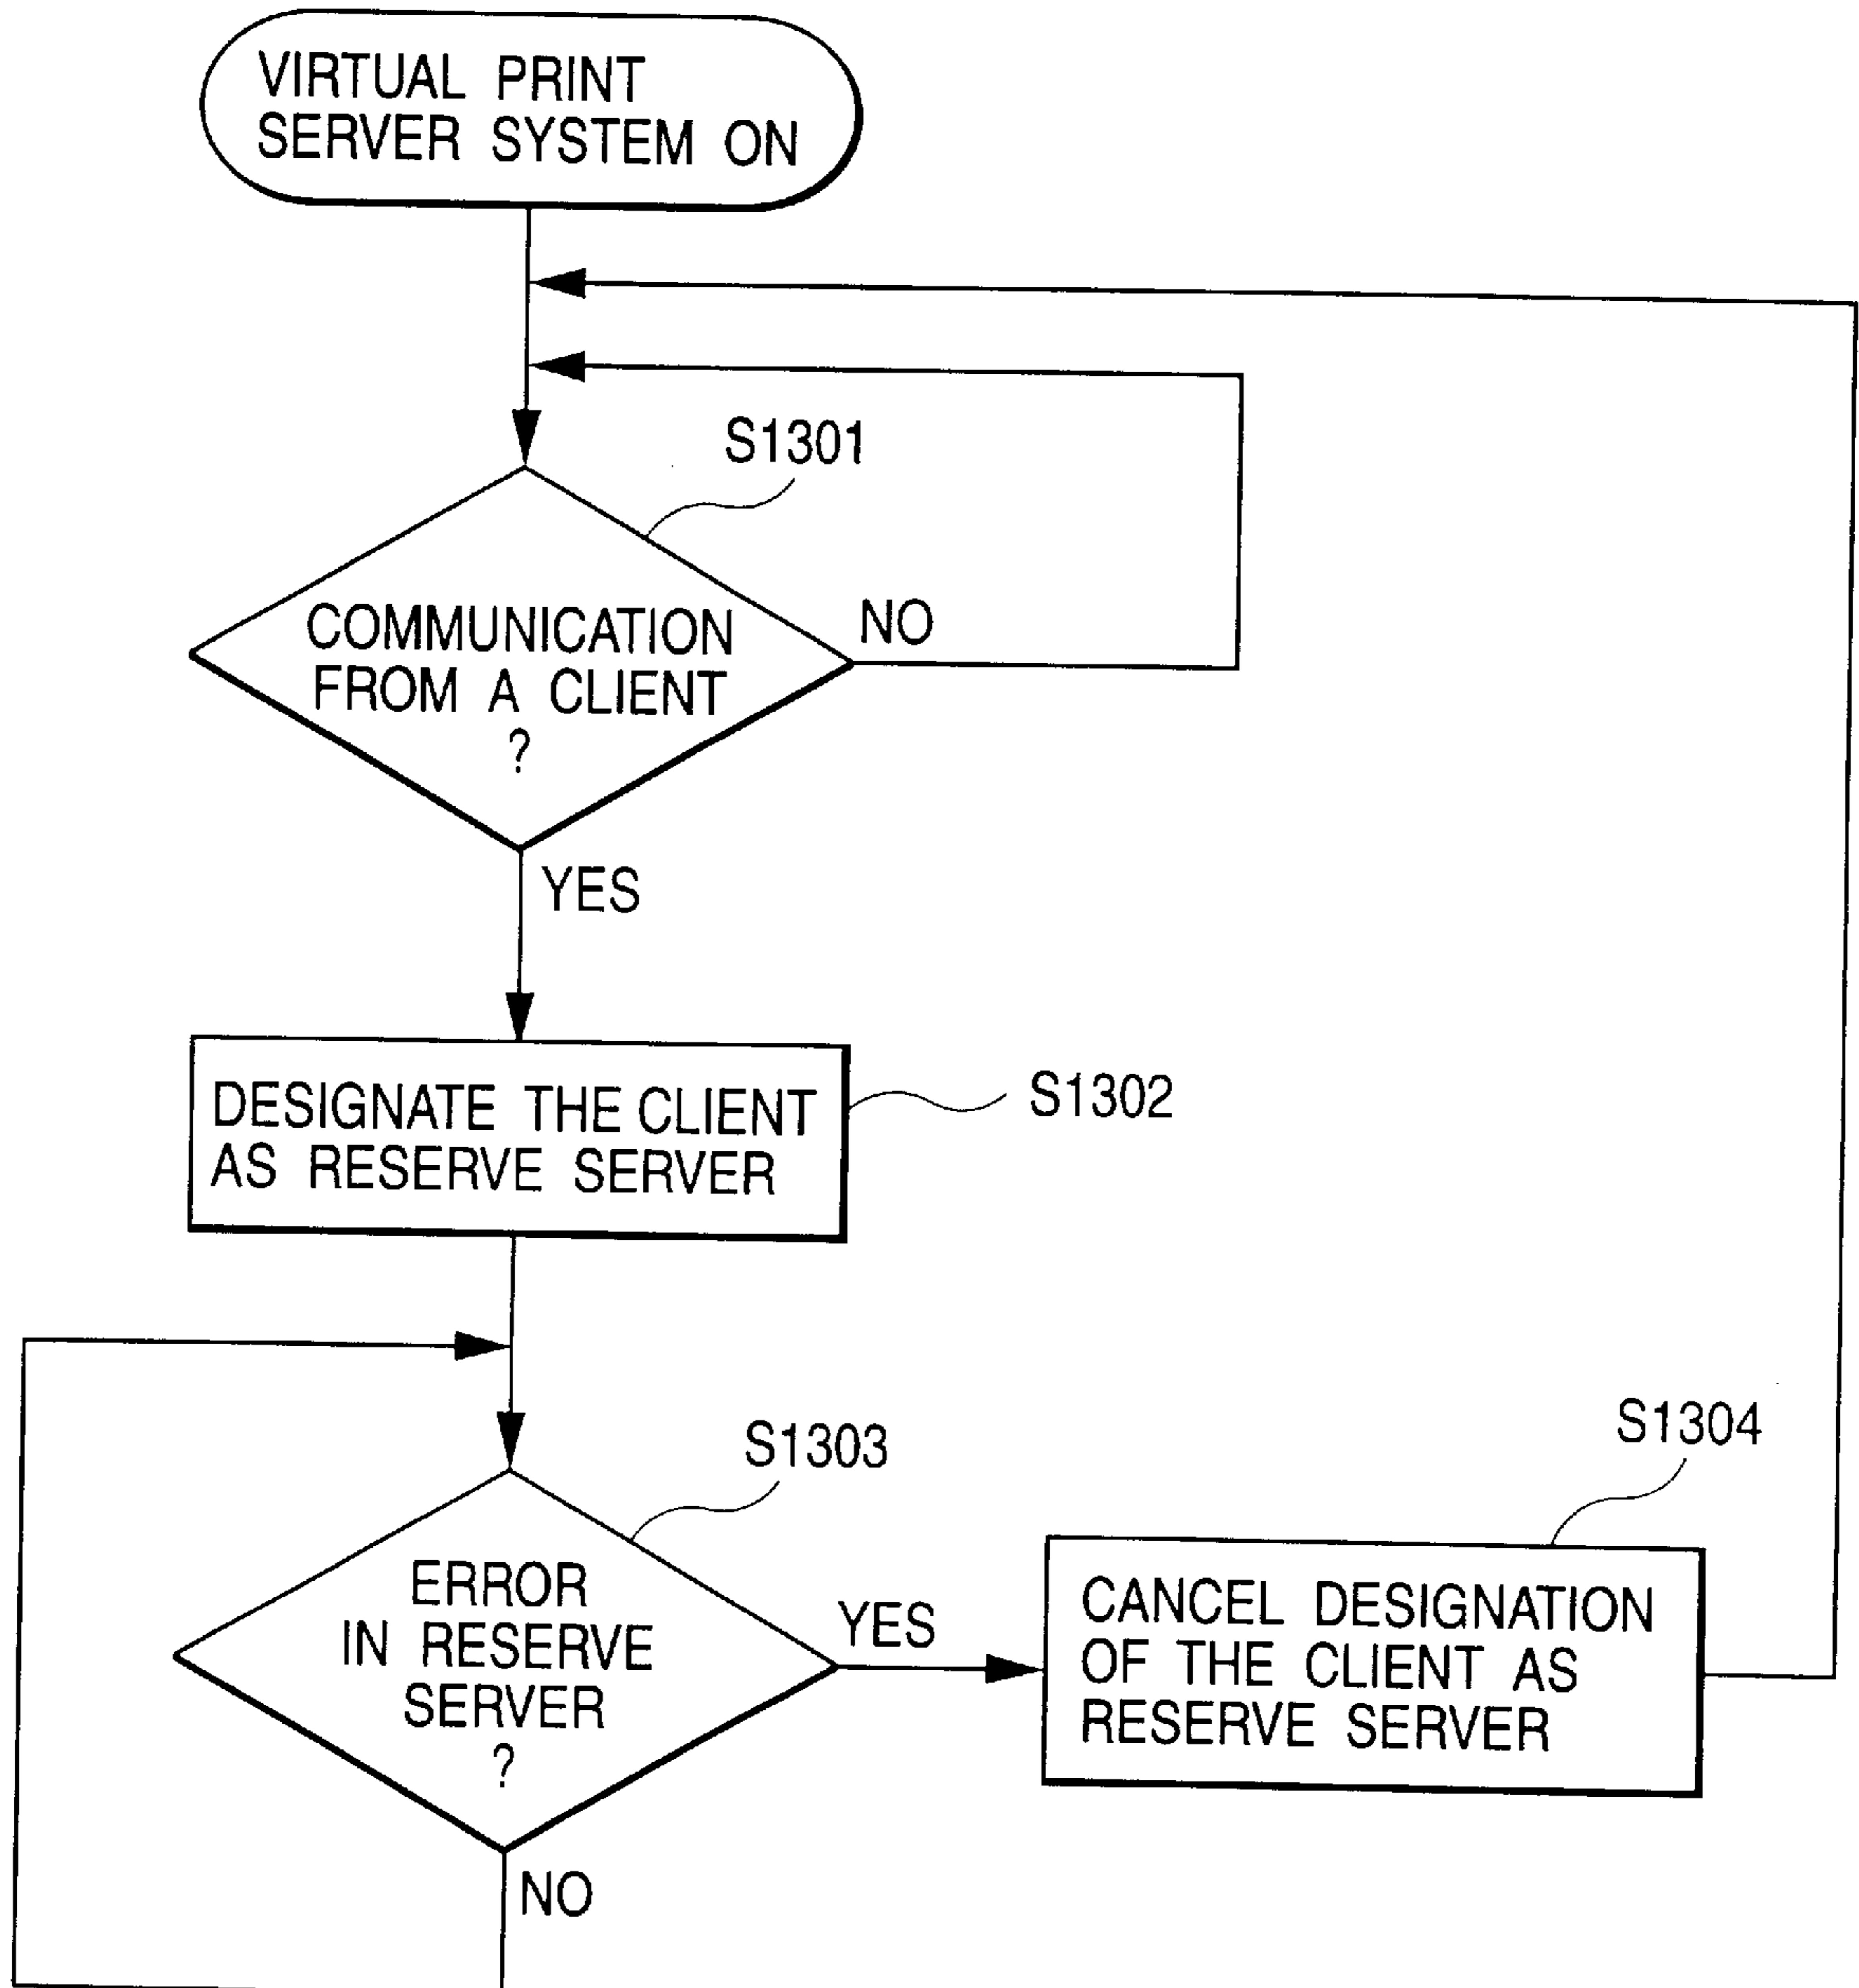 VIRTUAL PRINT
SERVER SYSTEM ON
S1301
COMMUNICATION
FROM A CLIENT
?
NO
YES
DESIGNATE THE CLIENT
AS RESERVE SERVER
S1302
S1303
S1304
ERROR
IN RESERVE
SERVER
?
YES
CANCEL DESIGNATION
OF THE CLIENT AS
RESERVE SERVER
NO